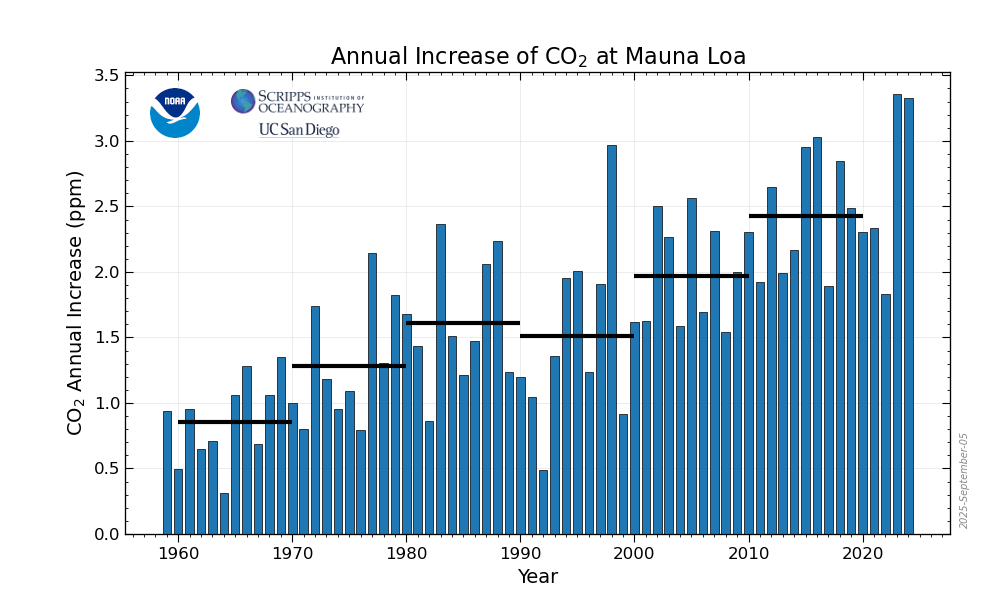 Annual Increase of CO₂ at Mauna Loa
NOAA
SCRIPPS INSTITUTION OF
OCEANOGRAPHY
UC San Diego
CO₂ Annual Increase (ppm)
3.5
3.0
2.5
2.0
1.5
1.0
0.5
0.0
1960 1970 1980 1990 2000 2010 2020
Year
2025-September-05